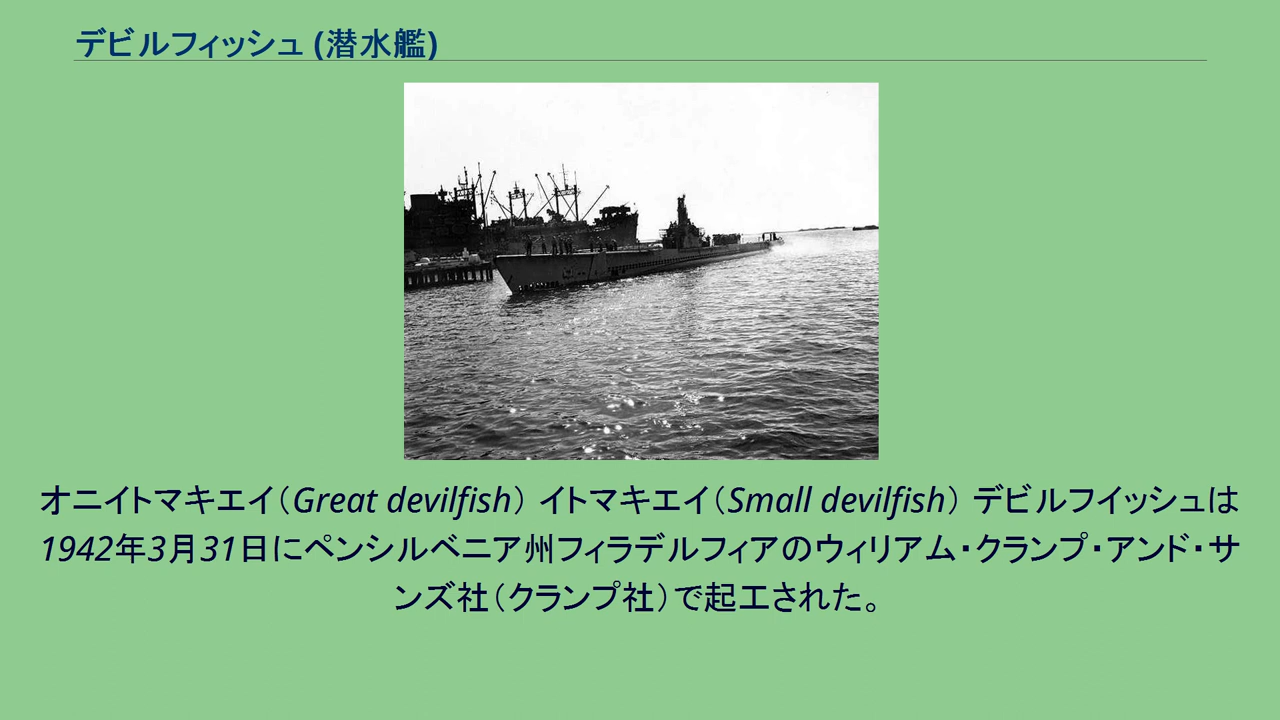 デビルフィッシュ (潜水艦)
オニイトマキエイ（Great devilfish） イトマキエイ（Small devilfish） デビルフイッシュは
1942年3月31日にペンシルベニア州フィラデルフィアのウィリアム・クランプ・アンド・サ
ンズ社（クランプ社）で起工された。